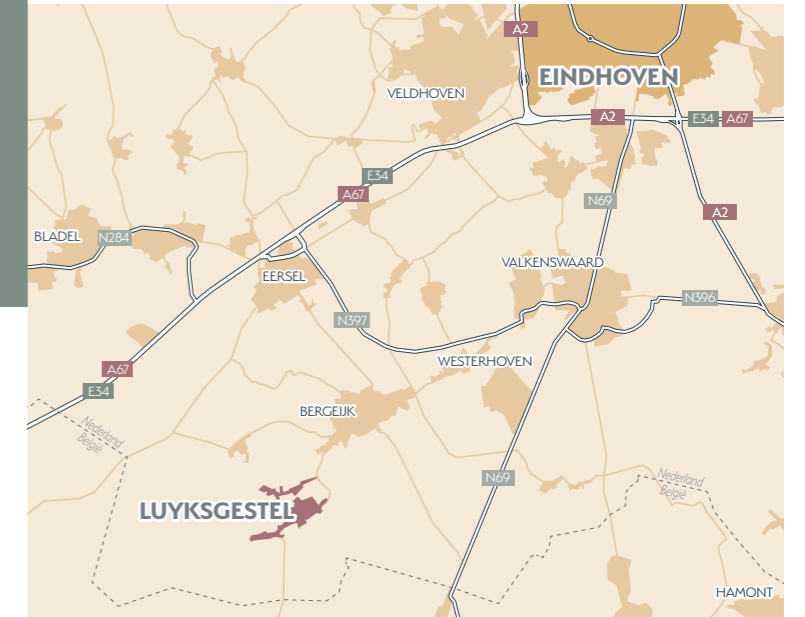 A2
EINDHOVEN
VELDHOVEN
A2
E34
A67
E34
A67
N69
A2
BLADEL
N284
VALKENSWAARD
EERSEL
N396
N397
WESTERHOVEN
A67
E34
BERGEIJK
Nederland
België
N69
Nederland
België
LUYKSGESTEL
HAMONT